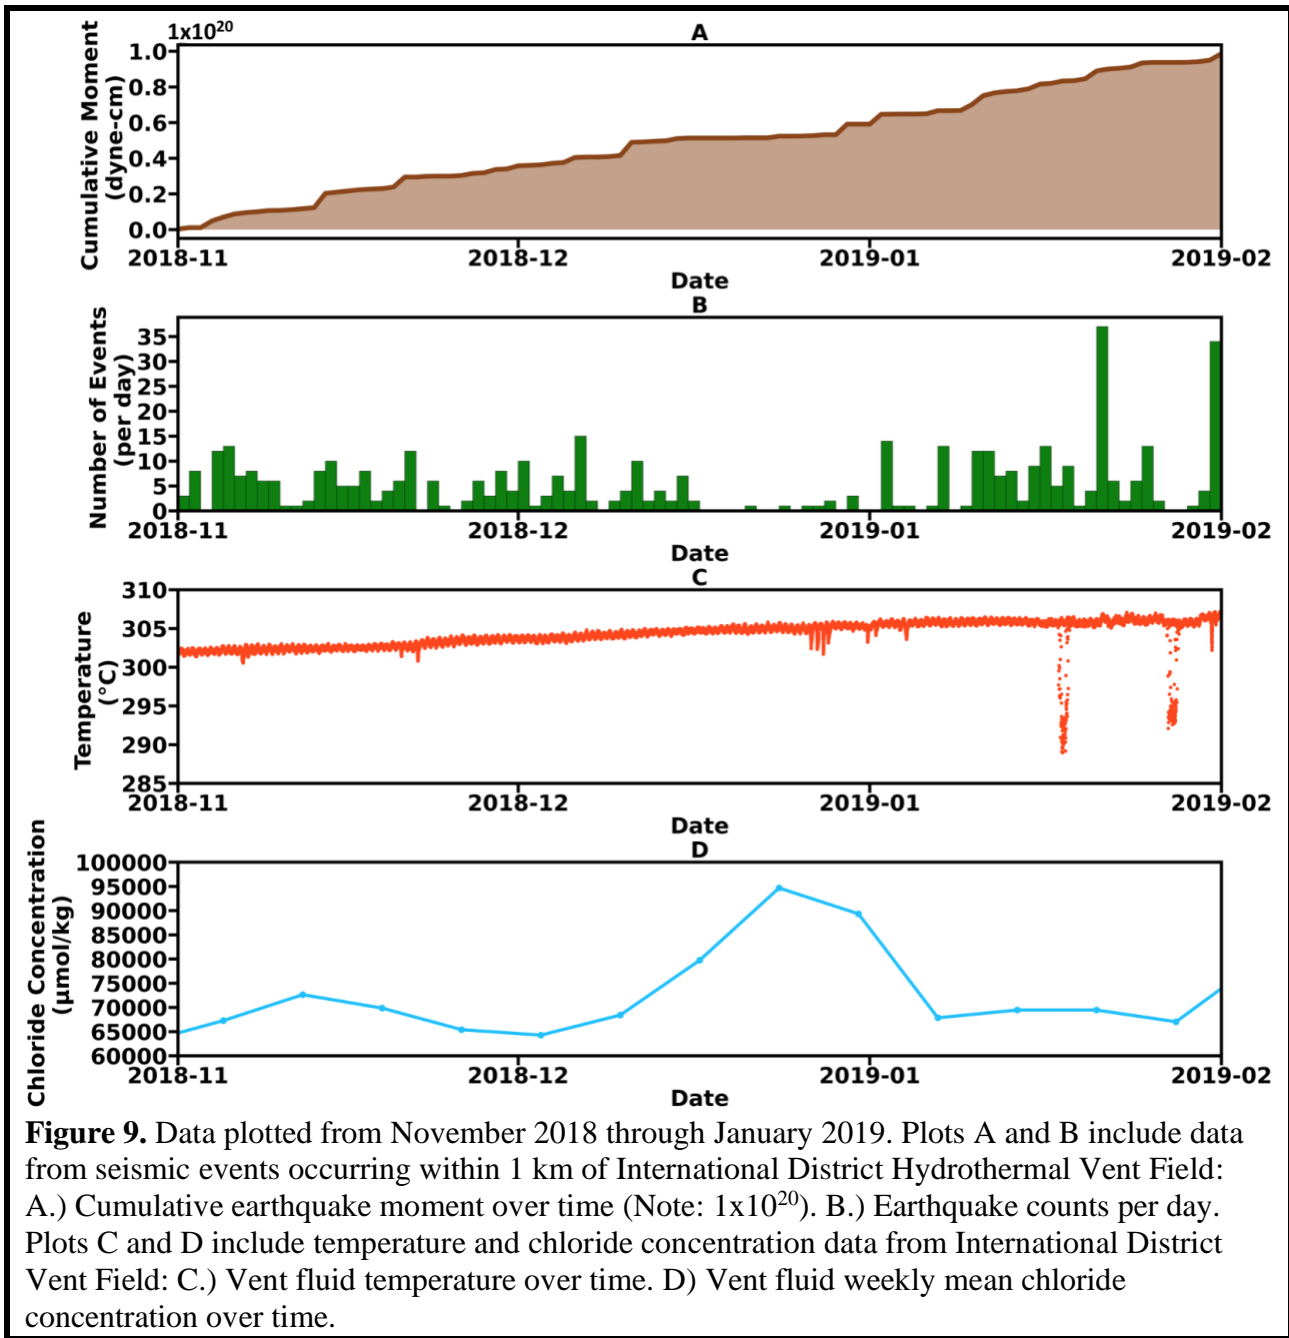 1x10²⁰
A
Cumulative Moment
(dyne-cm)
1.0
0.8
0.6
0.4
0.2
0.0
2018-11 2018-12 2019-01 2019-02
Date
B
Number of Events
(per day)
35
30
25
20
15
10
5
0
2018-11 2018-12 2019-01 2019-02
Date
C
Temperature
(°C)
310
305
300
295
290
285
2018-11 2018-12 2019-01 2019-02
Date
D
Chloride Concentration
(μmol/kg)
100000
95000
90000
85000
80000
75000
70000
65000
60000
2018-11 2018-12 2019-01 2019-02
Date
Figure 9. Data plotted from November 2018 through January 2019. Plots A and B include data
from seismic events occurring within 1 km of International District Hydrothermal Vent Field:
A.) Cumulative earthquake moment over time (Note: 1x10²⁰). B.) Earthquake counts per day.
Plots C and D include temperature and chloride concentration data from International District
Vent Field: C.) Vent fluid temperature over time. D) Vent fluid weekly mean chloride
concentration over time.